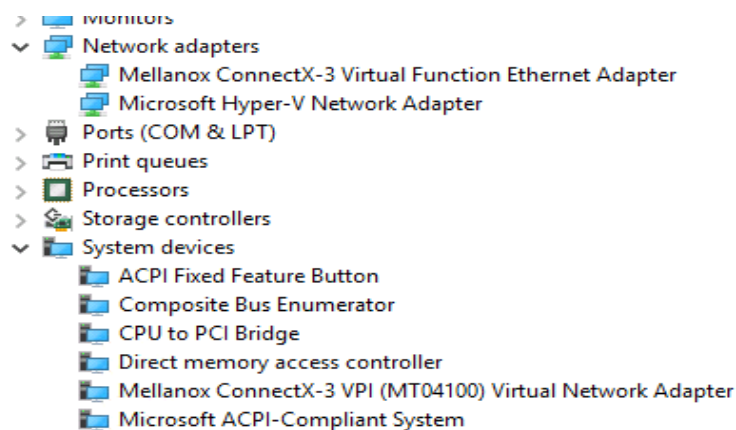 Monitors
Network adapters
Mellanox ConnectX-3 Virtual Function Ethernet Adapter
Microsoft Hyper-V Network Adapter
Ports (COM & LPT)
Print queues
Processors
Storage controllers
System devices
ACPI Fixed Feature Button
Composite Bus Enumerator
CPU to PCI Bridge
Direct memory access controller
Mellanox ConnectX-3 VPI (MT04100) Virtual Network Adapter
Microsoft ACPI-Compliant System